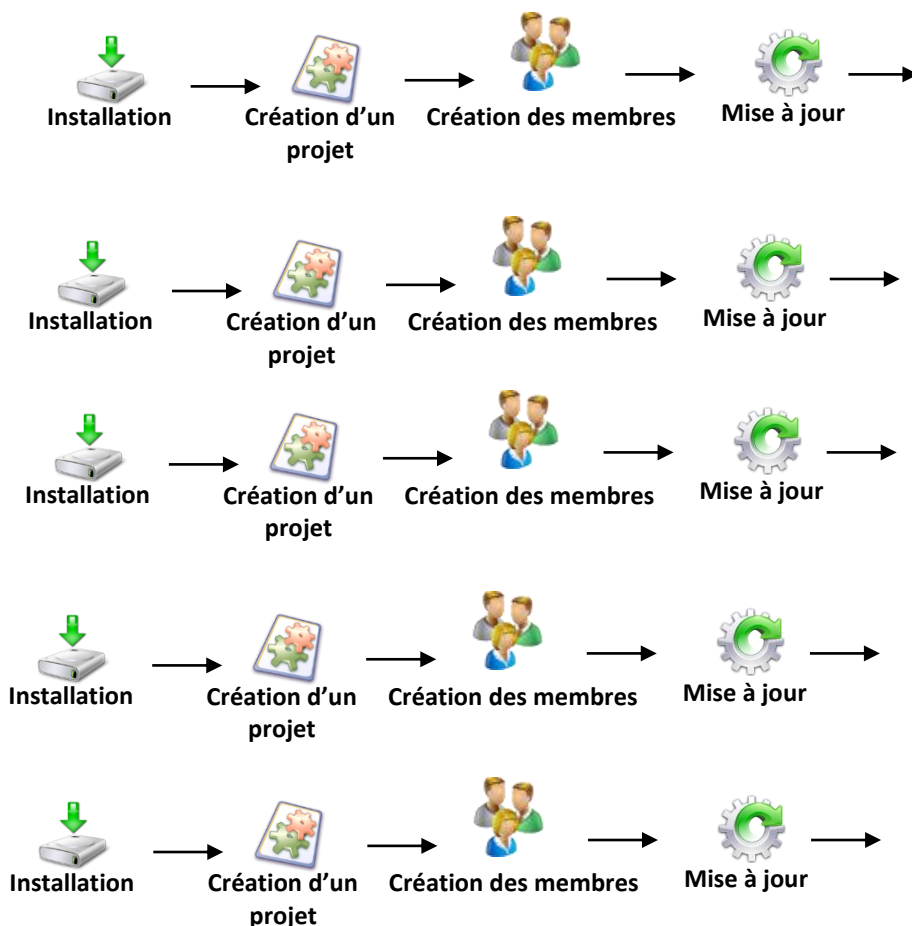 Installation
Création d’un
projet
Création des membres
Mise à jour
Installation
Création d’un
projet
Création des membres
Mise à jour
Installation
Création d’un
projet
Création des membres
Mise à jour
Installation
Création d’un
projet
Création des membres
Mise à jour
Installation
Création d’un
projet
Création des membres
Mise à jour